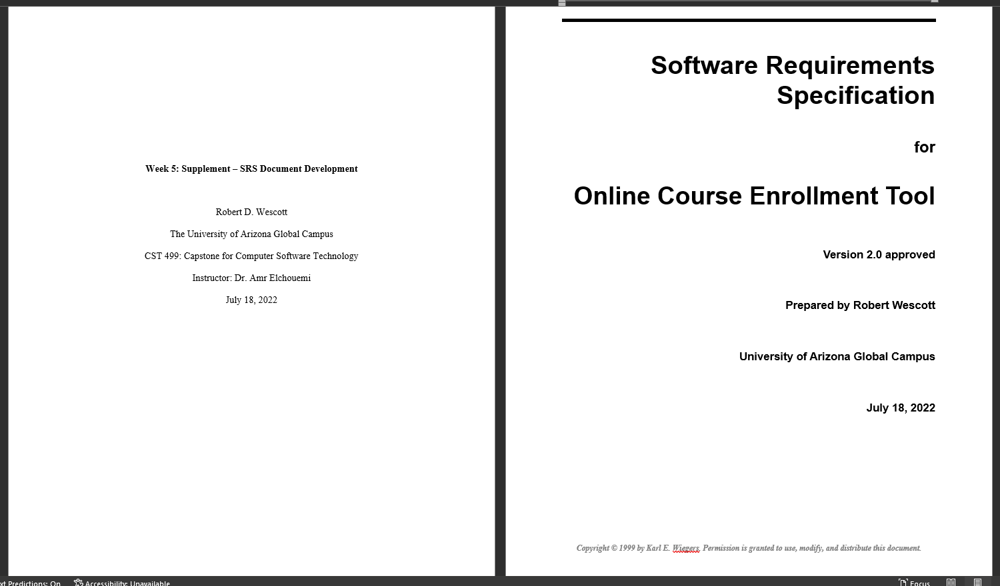 Week 5: Supplement – SRS Document Development
Robert D. Wescott
The University of Arizona Global Campus
CST 499: Capstone for Computer Software Technology
Instructor: Dr. Amr Elchouemi
July 18, 2022
Software Requirements
Specification
for
Online Course Enrollment Tool
Version 2.0 approved
Prepared by Robert Wescott
University of Arizona Global Campus
July 18, 2022
Copyright © 1999 by Karl E. Wiegers. Permission is granted to use, modify, and distribute this document.
Predictions: On
Accessibility: Unavailable
Focus